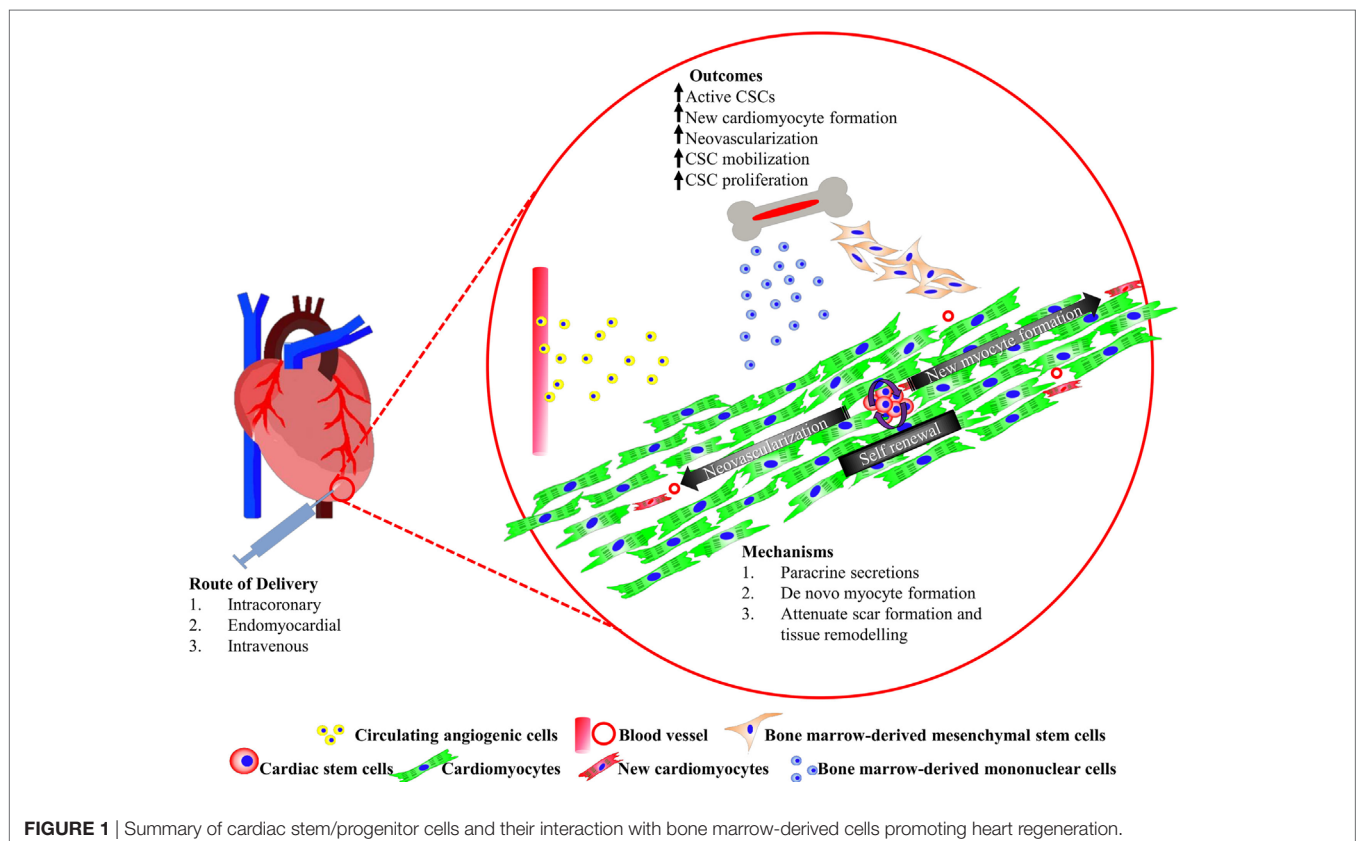 Outcomes
Active CSCs
New cardiomyocyte formation
Neovascularization
CSC mobilization
CSC proliferation
New myocyte formation
Neovascularization
Self renewal
Mechanisms
1. Paracrine secretions
2. De novo myocyte formation
3. Attenuate scar formation and
tissue remodelling
Route of Delivery
1. Intracoronary
2. Endomyocardial
3. Intravenous
Circulating angiogenic cells
Blood vessel
Bone marrow-derived mesenchymal stem cells
Cardiac stem cells
Cardiomyocytes
New cardiomyocytes
Bone marrow-derived mononuclear cells
FIGURE 1 | Summary of cardiac stem/progenitor cells and their interaction with bone marrow-derived cells promoting heart regeneration.